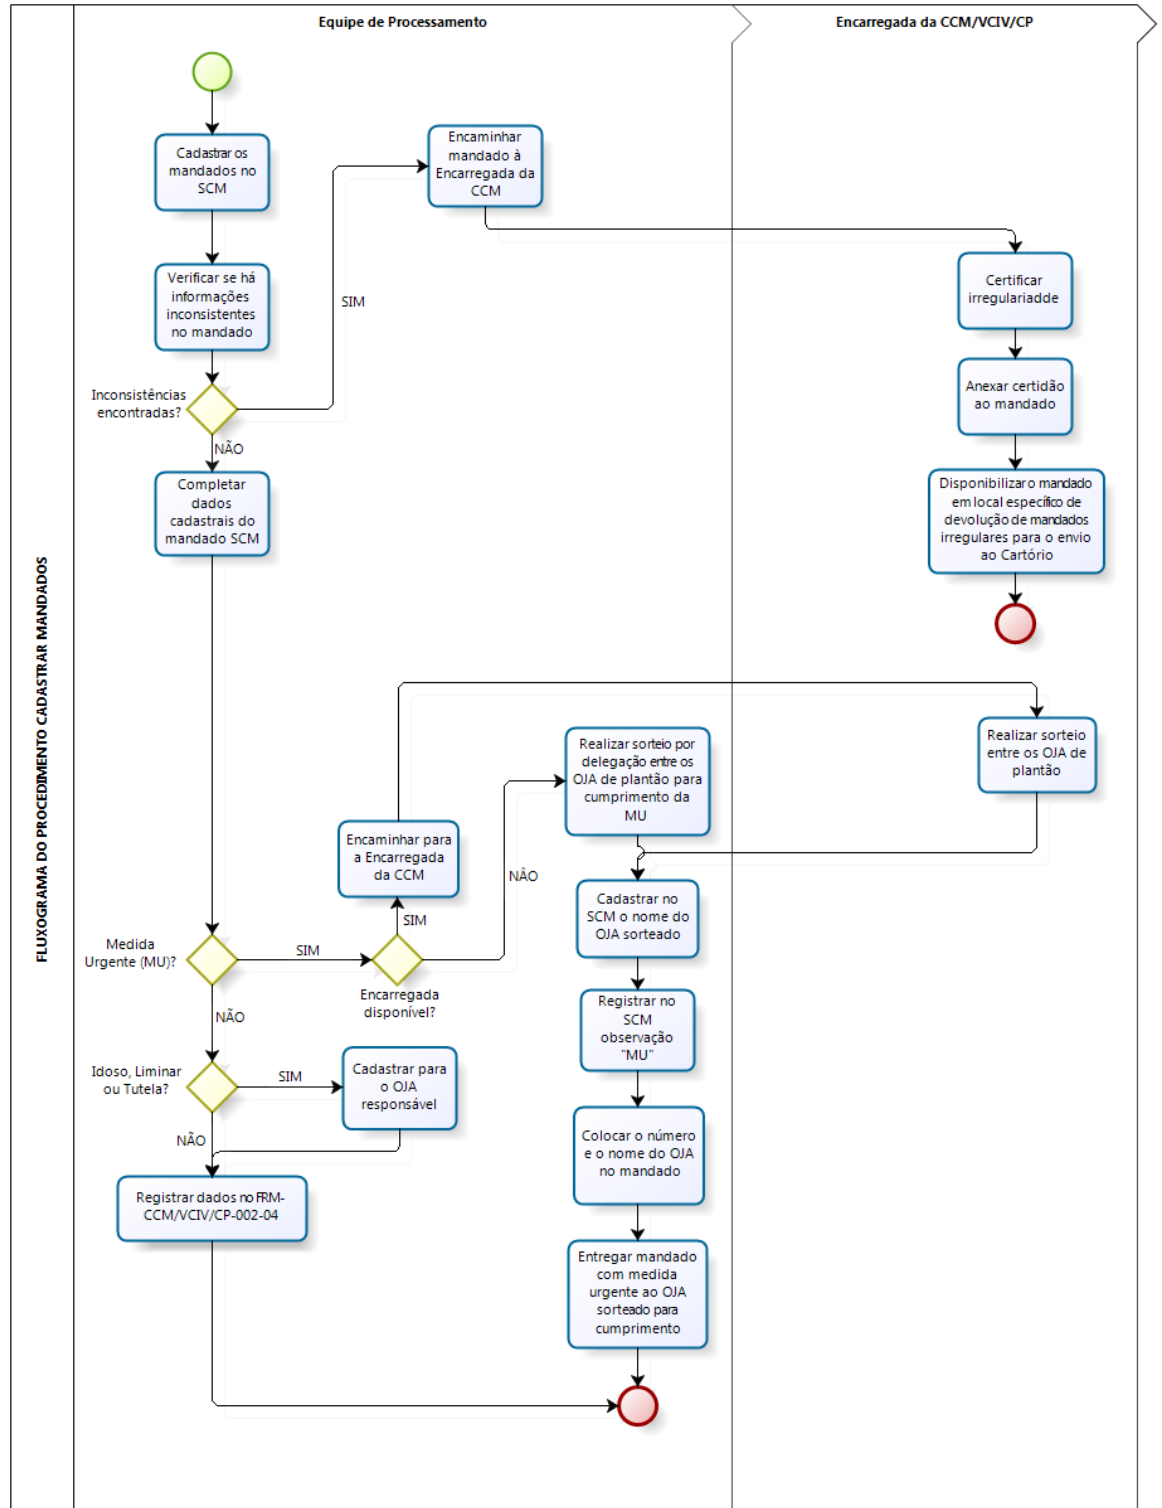 Equipe de Processamento
Encarregada da CCM/VCIV/CP
FLUXOGRAMA DO PROCEDIMENTO CADASTRAR MANDADOS
Cadastrar os
mandados no
SCM
Encaminhar
mandado à
Encarregada da
CCM
Verificar se há
informações
inconsistentes
no mandado
SIM
Certificar
irregulariadde
Inconsistências
encontradas?
Anexar certidão
ao mandado
NÃO
Completar
dados
cadastrais do
mandado SCM
Disponibilizar o mandado
em local específico de
devolução de mandados
irregulares para o envio
ao Cartório
Realizar sorteio por
delegação entre os
OJA de plantão para
cumprimento da
MU
Realizar sorteio
entre os OJA de
plantão
Encaminhar para
a Encarregada
da CCM
NÂO
SIM
Cadastrar no
SCM o nome do
OJA sorteado
Medida
Urgente (MU)?
SIM
Encarregada
disponível?
Registrar no
SCM
observação
"MU"
NÃO
Idoso, Liminar
ou Tutela?
SIM
Cadastrar para
o OJA
responsável
NÃO
Colocar o número
e o nome do OJA
no mandado
Registrar dados no FRM-
CCM/VCIV/CP-002-04
Entregar mandado
com medida
urgente ao OJA
sorteado para
cumprimento